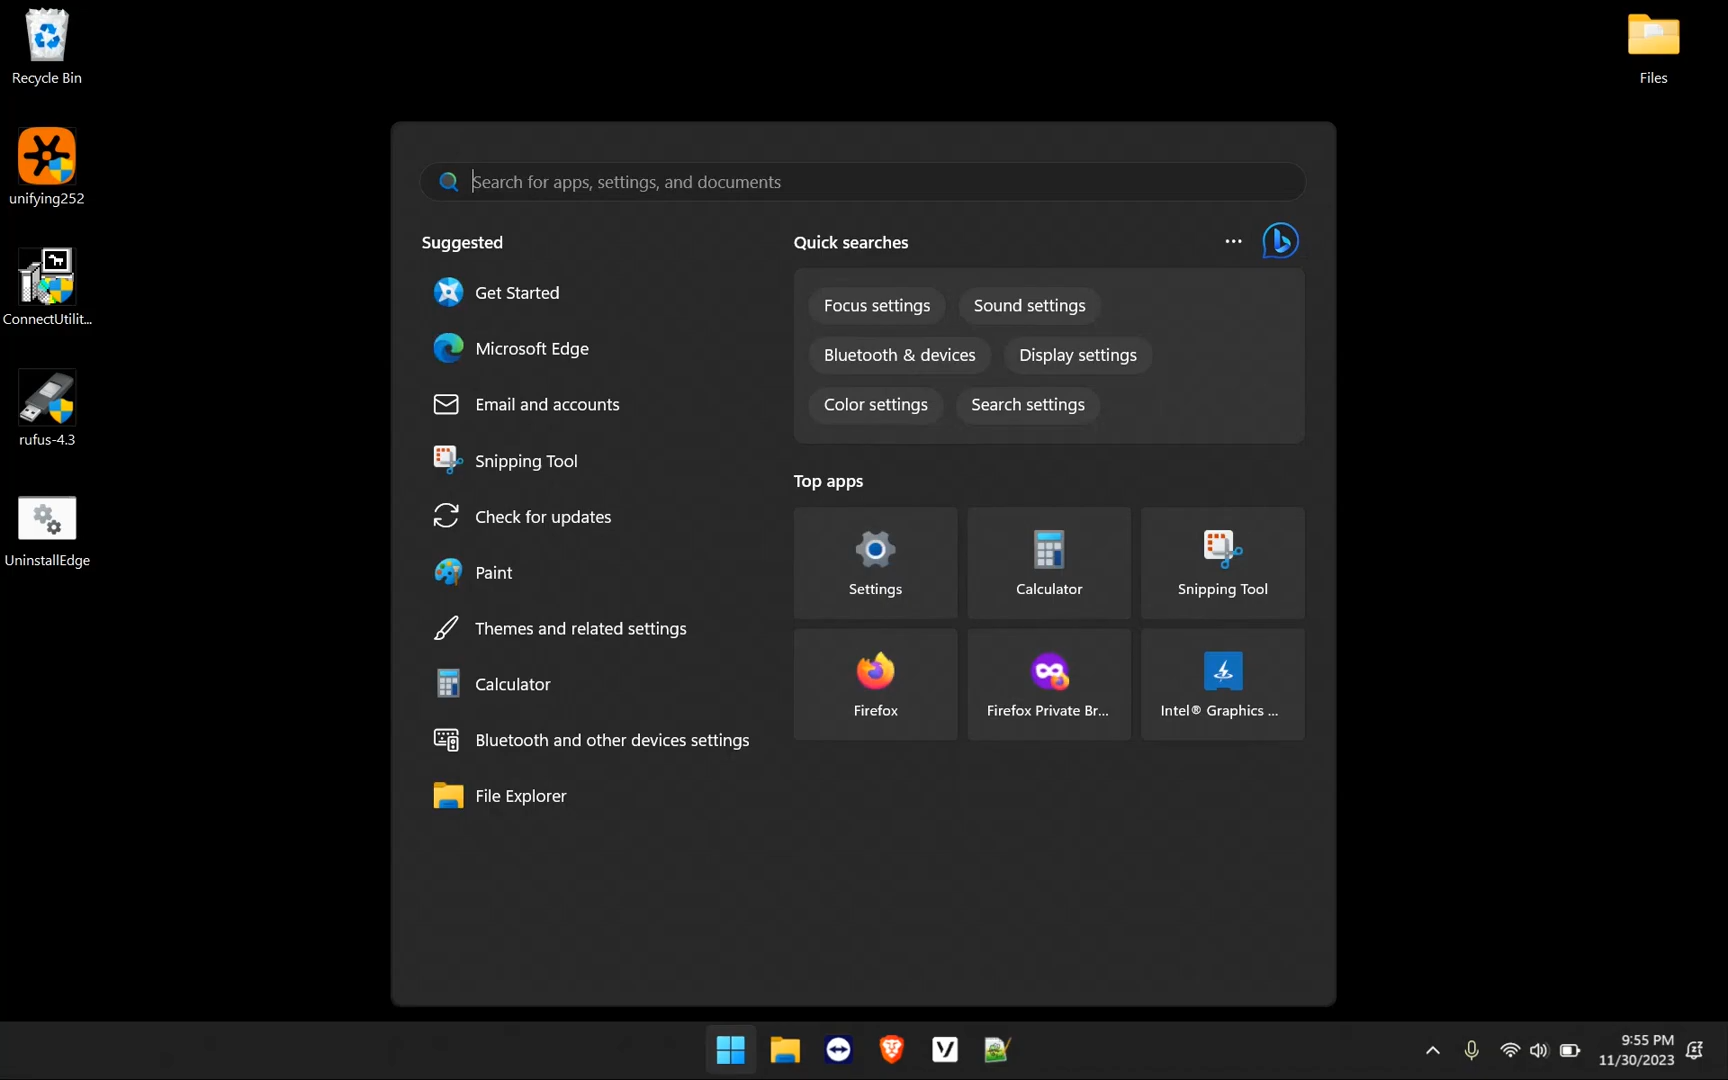 Recycle Bin
unifying252
ConnectUtilit...
rufus-4.3
UninstallEdge
Files
Search for apps, settings, and documents
Suggested
Get Started
Microsoft Edge
Email and accounts
Snipping Tool
Check for updates
Paint
Themes and related settings
Calculator
Bluetooth and other devices settings
File Explorer
Quick searches
Focus settings
Sound settings
Bluetooth & devices
Display settings
Color settings
Search settings
Top apps
Settings
Calculator
Snipping Tool
Firefox
Firefox Private Br...
Intel® Graphics ...
9:55 PM
11/30/2023